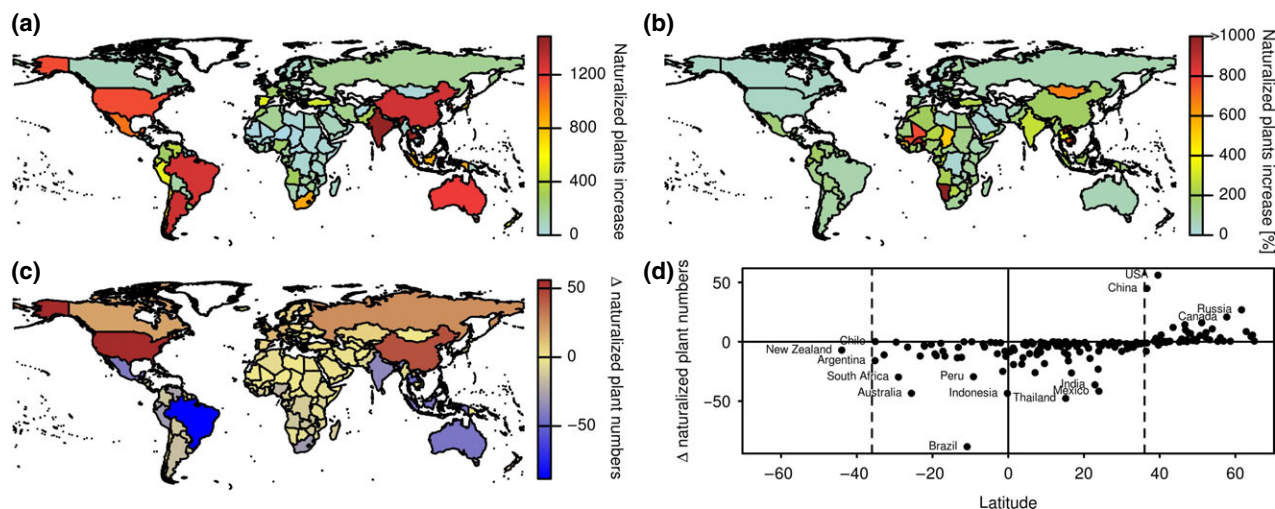 (a)
1200
800
400
0
Naturalized plants increase
(b)
>1000
800
600
400
200
0
Naturalized plants increase [%]
(c)
50
0
−50
Δ naturalized plant numbers
(d)
50
0
−50
Δ naturalized plant numbers
USA
China
Russia
Canada
Chile
New Zealand
Argentina
South Africa
Peru
India
Australia
Indonesia
Mexico
Thailand
Brazil
−60
−40
−20
0
20
40
60
Latitude